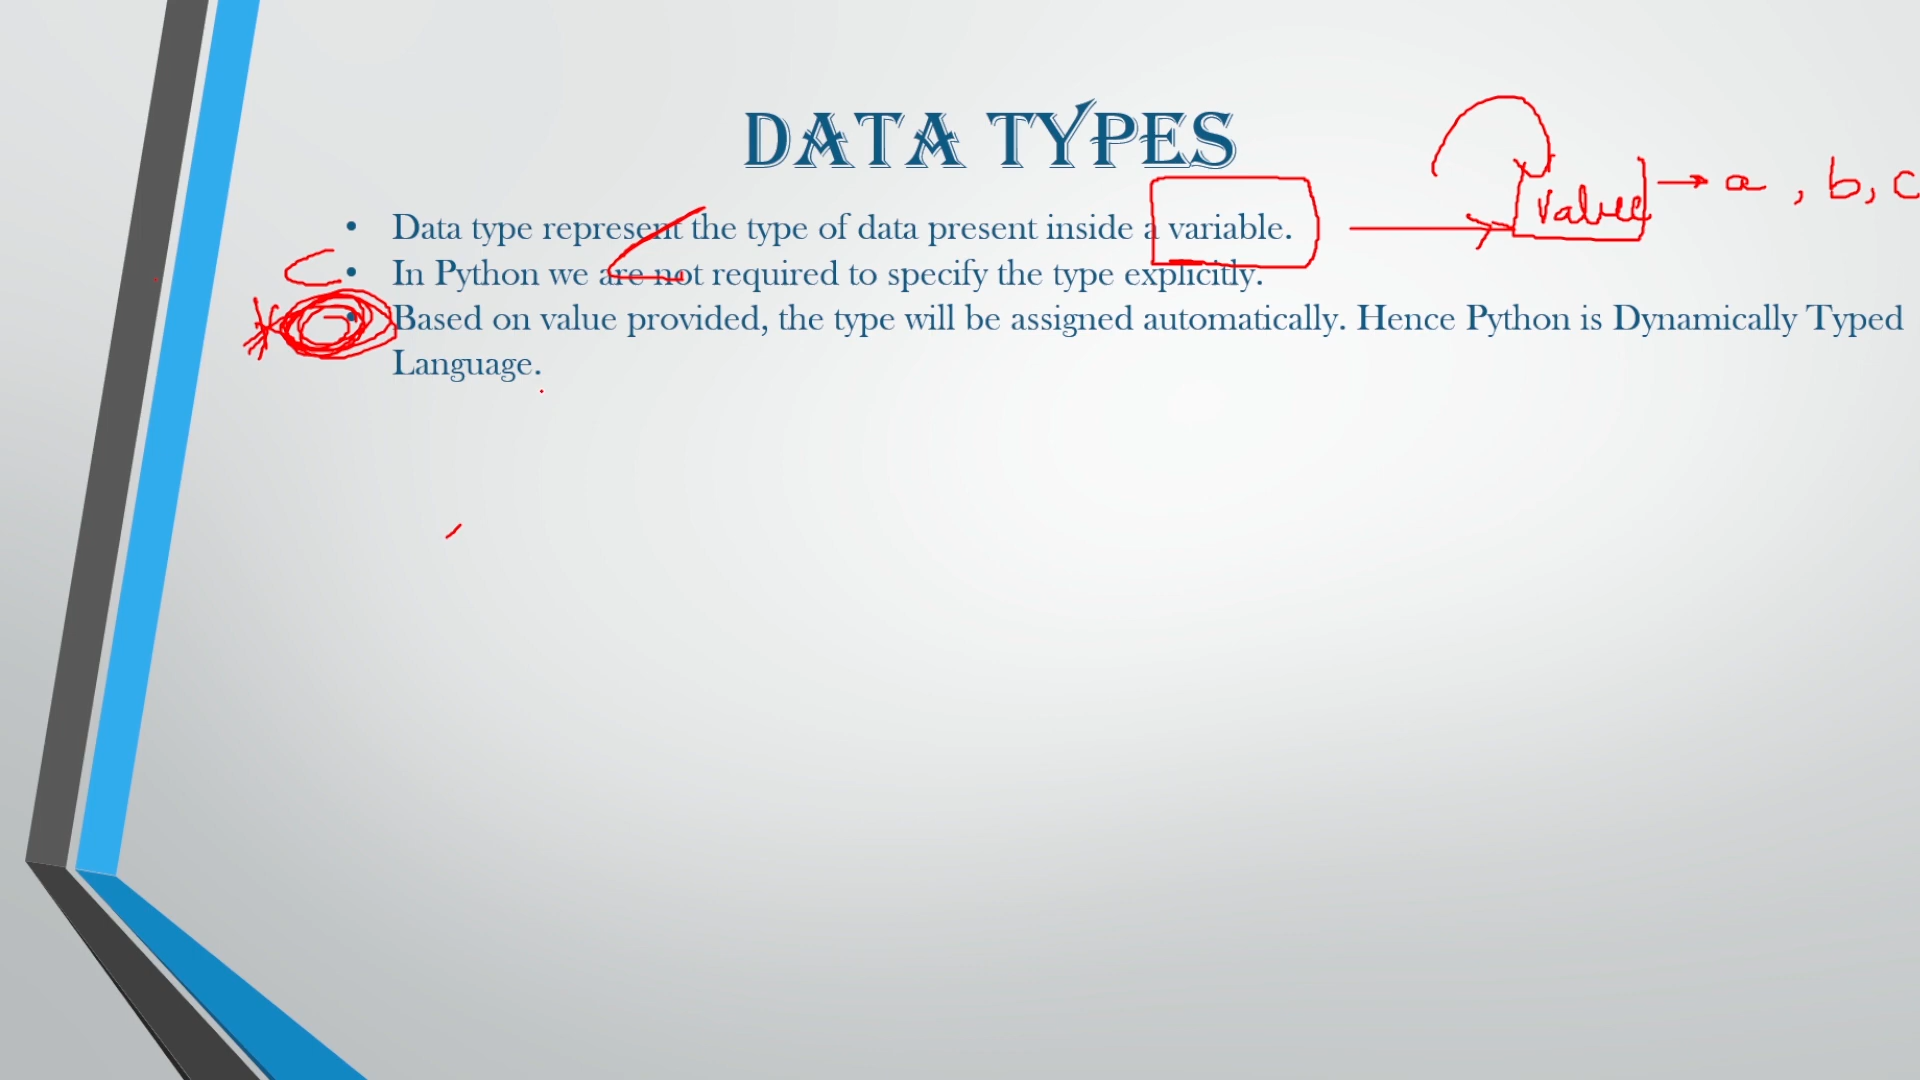 DATA TYPES
• Data type represent the type of data present inside a variable.
Value → a , b, c
• In Python we are not required to specify the type explicitly.
• Based on value provided, the type will be assigned automatically. Hence Python is Dynamically Typed
Language.